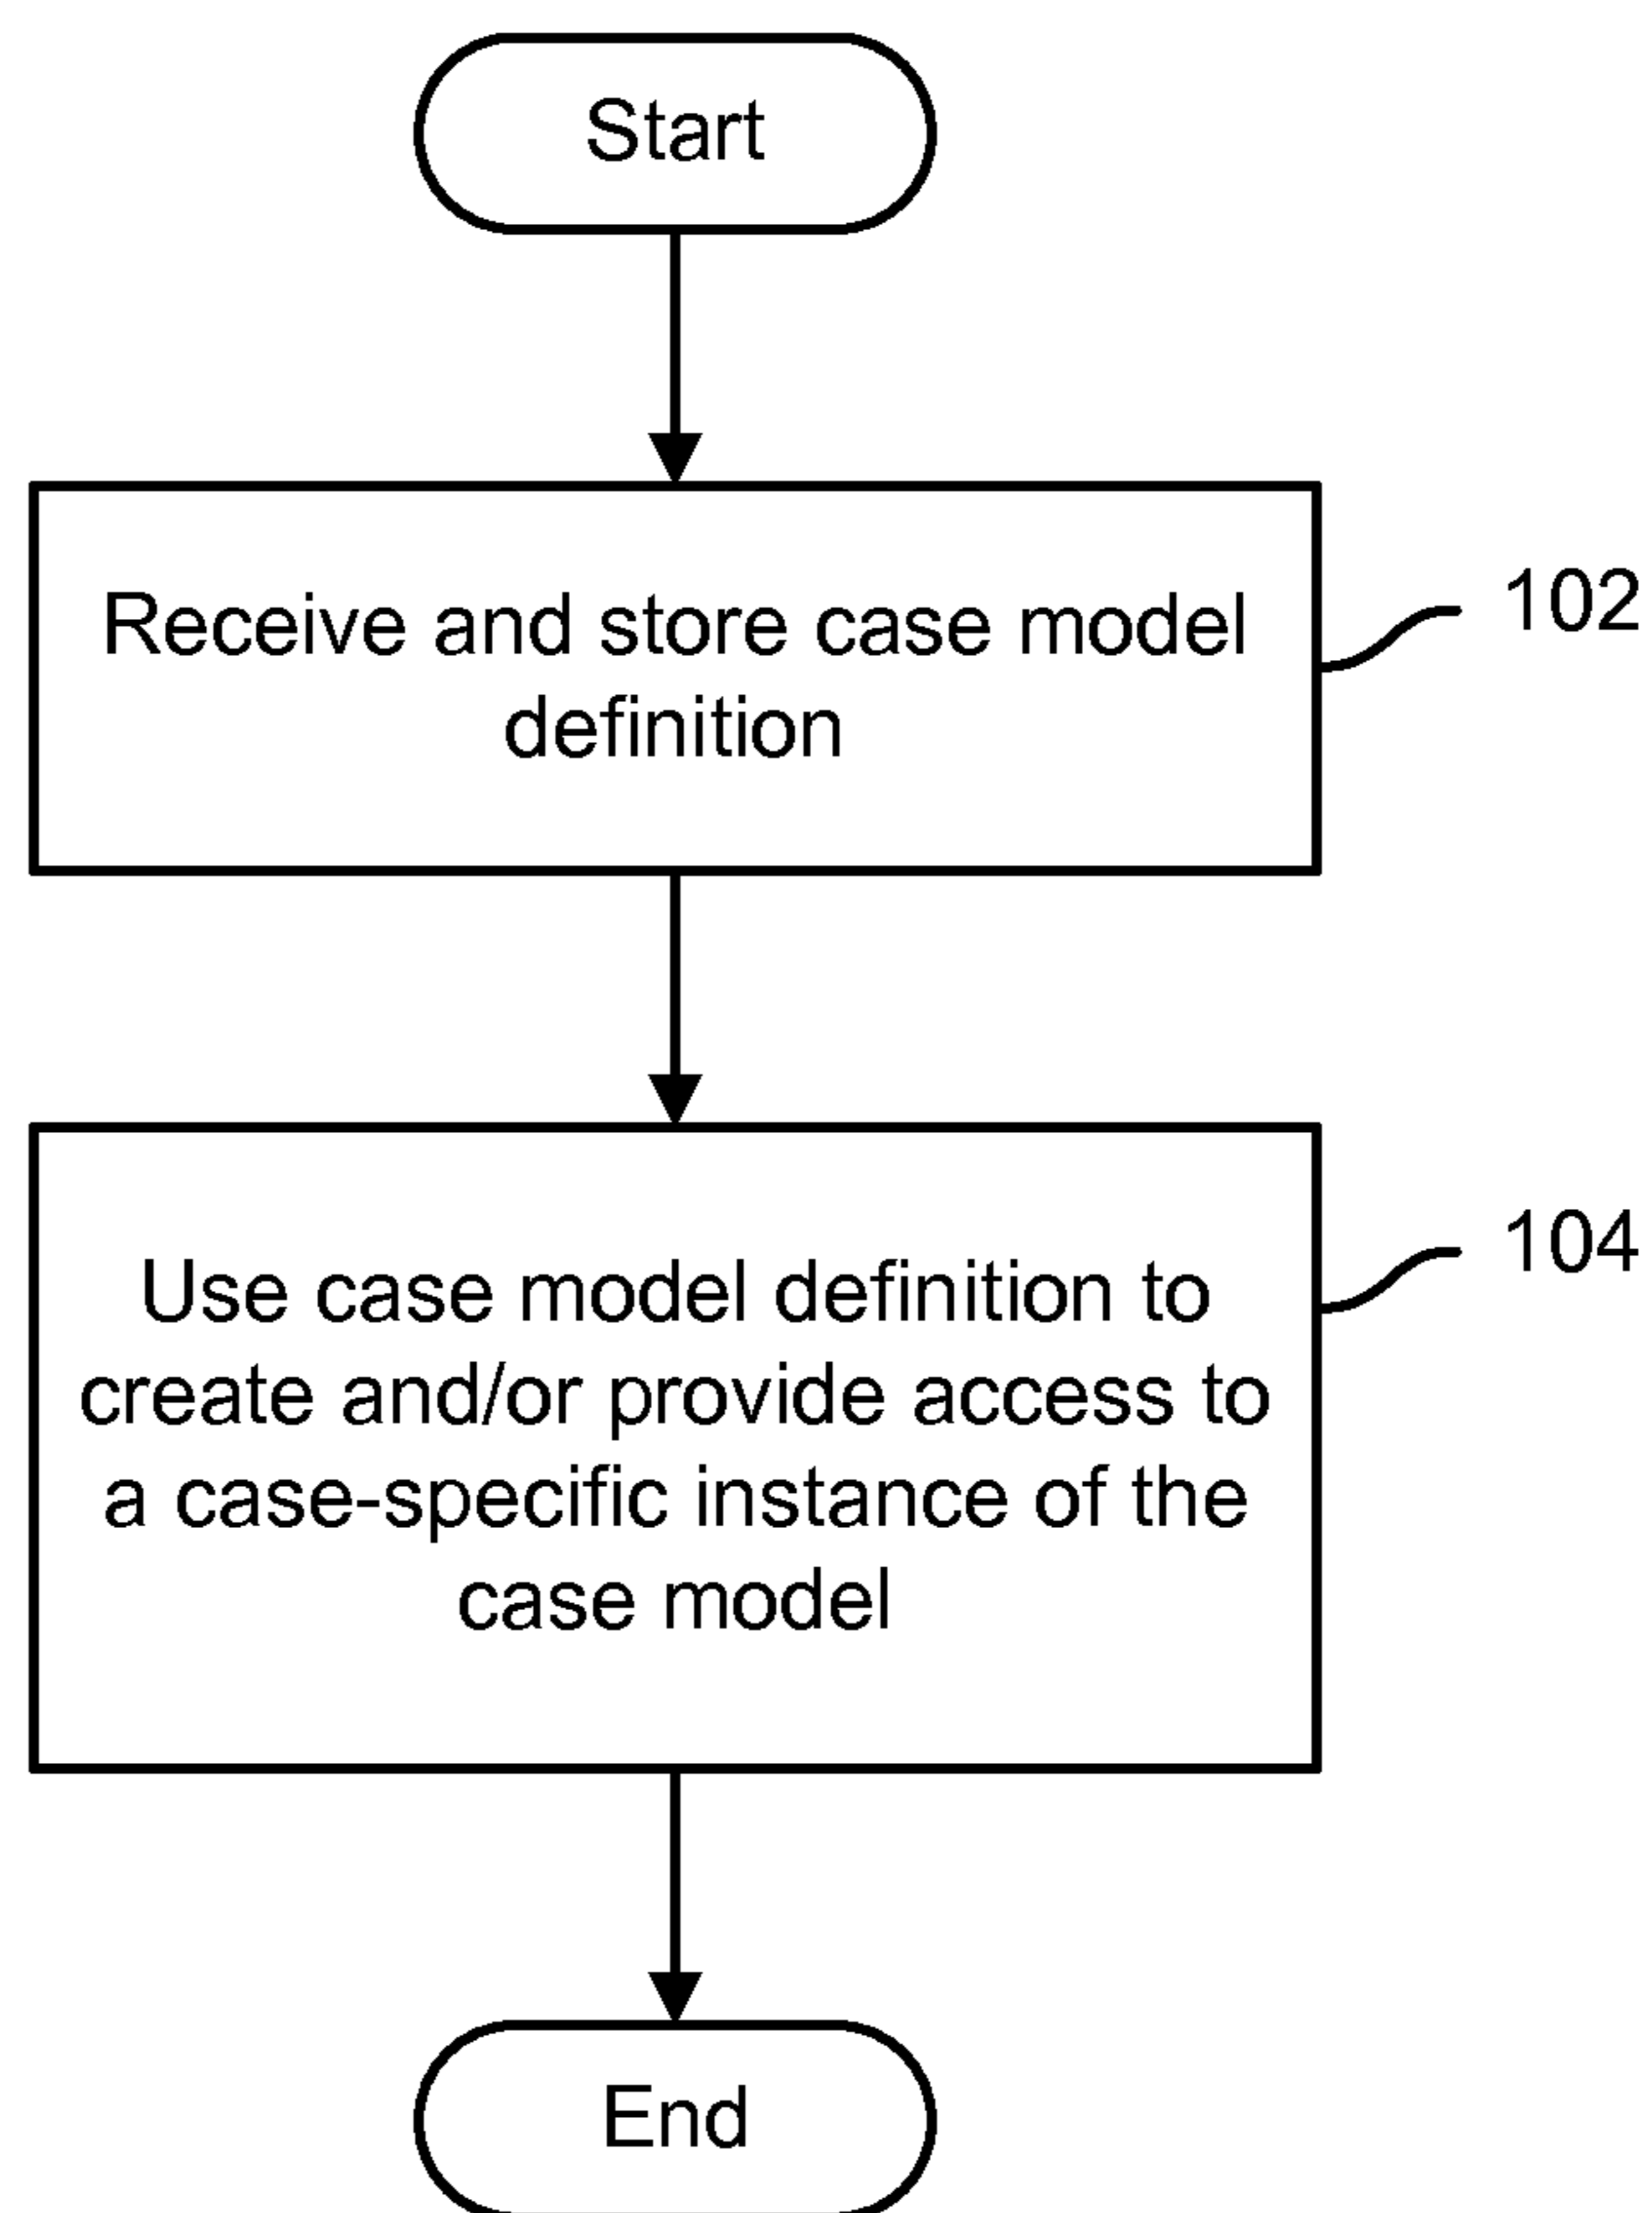 Start
Receive and store case model
definition
102
Use case model definition to
create and/or provide access to
a case-specific instance of the
case model
104
End